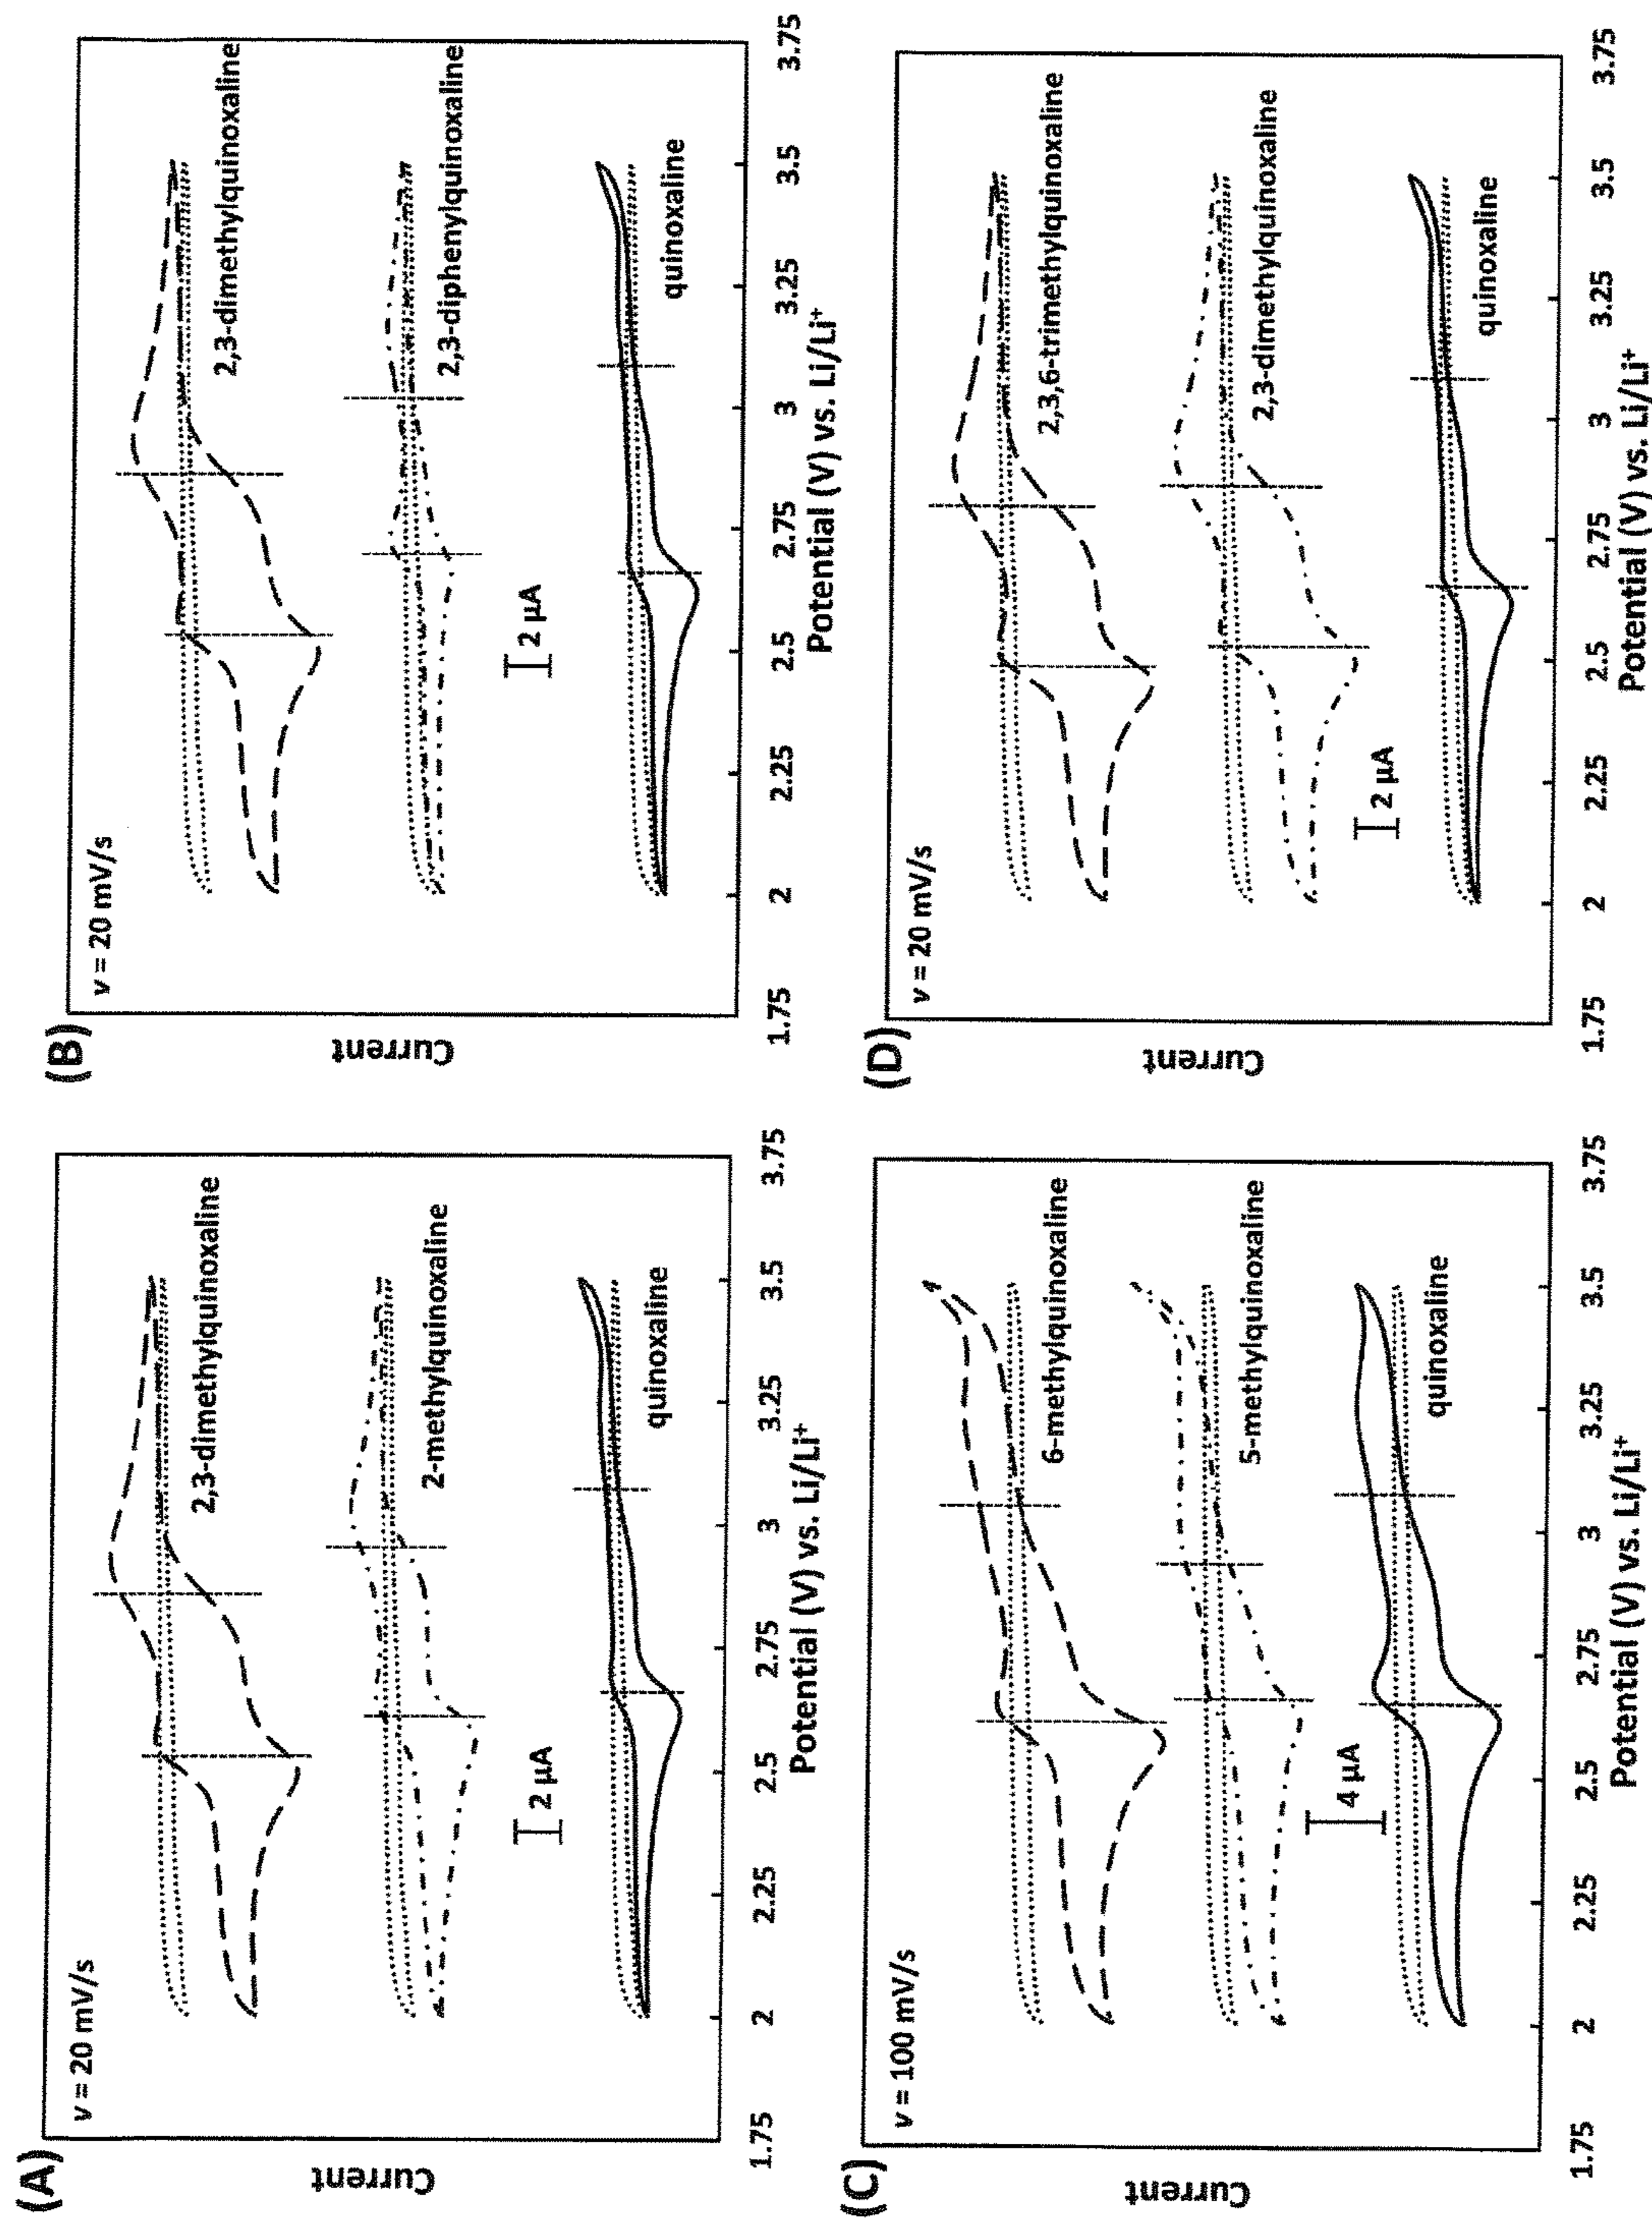 (A)
v = 20 mV/s
2,3-dimethylquinoxaline
2-methylquinoxaline
2 µA
quinoxaline
Current
1.75 2 2.25 2.5 2.75 3 3.25 3.5 3.75
Potential (V) vs. Li/Li⁺
(B)
v = 20 mV/s
2,3-dimethylquinoxaline
2,3-diphenylquinoxaline
2 µA
quinoxaline
Current
1.75 2 2.25 2.5 2.75 3 3.25 3.5 3.75
Potential (V) vs. Li/Li⁺
(C)
v = 100 mV/s
6-methylquinoxaline
5-methylquinoxaline
4 µA
quinoxaline
Current
1.75 2 2.25 2.5 2.75 3 3.25 3.5 3.75
Potential (V) vs. Li/Li⁺
(D)
v = 20 mV/s
2,3,6-trimethylquinoxaline
2,3-dimethylquinoxaline
2 µA
quinoxaline
Current
1.75 2 2.25 2.5 2.75 3 3.25 3.5 3.75
Potential (V) vs. Li/Li⁺